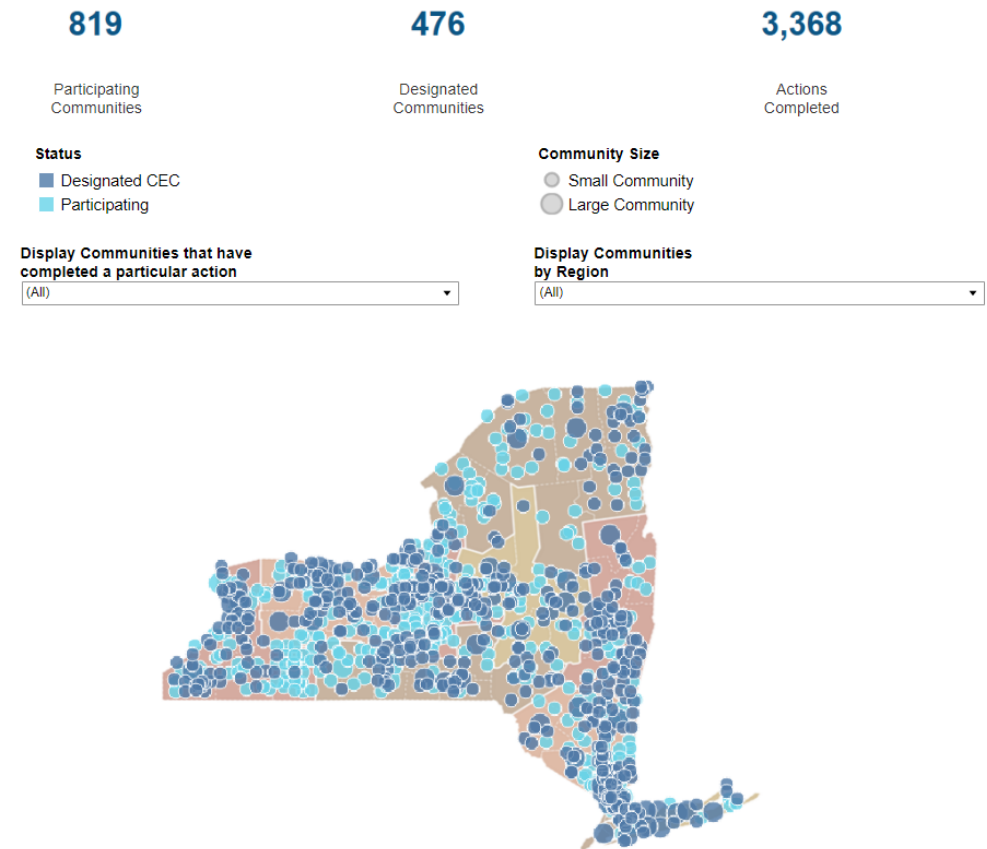 819
476
3,368
Participating
Communities
Designated
Communities
Actions
Completed
Status
Designated CEC
Participating
Community Size
Small Community
Large Community
Display Communities that have
completed a particular action
(All)
Display Communities
by Region
(All)